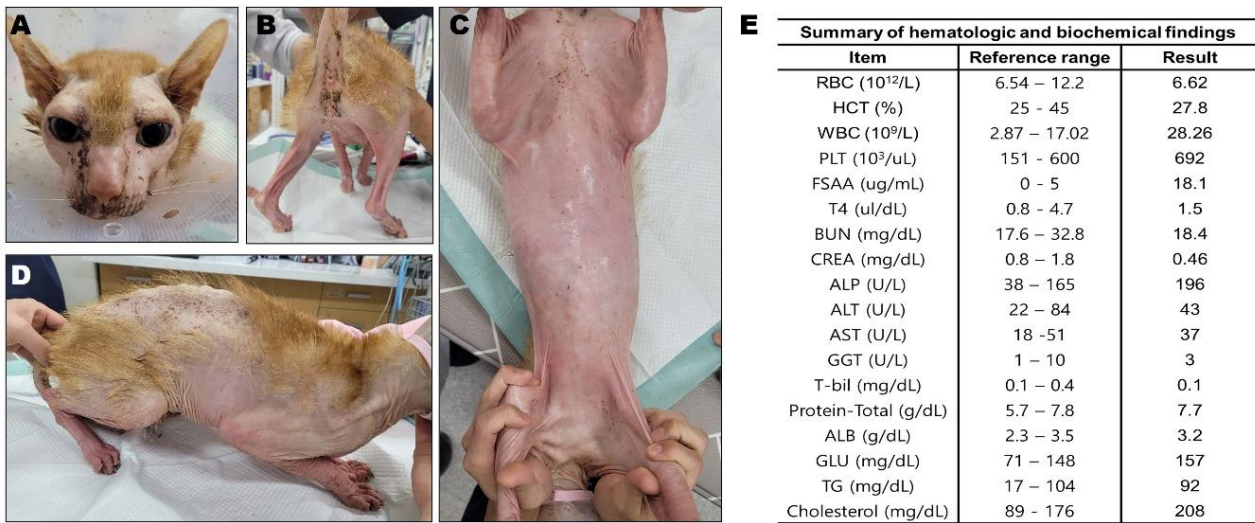 A
B
C
D
E
Summary of hematologic and biochemical findings
Item Reference range Result
RBC (10¹²/L) 6.54 – 12.2 6.62
HCT (%) 25 - 45 27.8
WBC (10⁹/L) 2.87 – 17.02 28.26
PLT (10³/uL) 151 - 600 692
FSAA (ug/mL) 0 - 5 18.1
T4 (ul/dL) 0.8 - 4.7 1.5
BUN (mg/dL) 17.6 – 32.8 18.4
CREA (mg/dL) 0.8 – 1.8 0.46
ALP (U/L) 38 – 165 196
ALT (U/L) 22 – 84 43
AST (U/L) 18 -51 37
GGT (U/L) 1 – 10 3
T-bil (mg/dL) 0.1 – 0.4 0.1
Protein-Total (g/dL) 5.7 – 7.8 7.7
ALB (g/dL) 2.3 – 3.5 3.2
GLU (mg/dL) 71 – 148 157
TG (mg/dL) 17 – 104 92
Cholesterol (mg/dL) 89 - 176 208